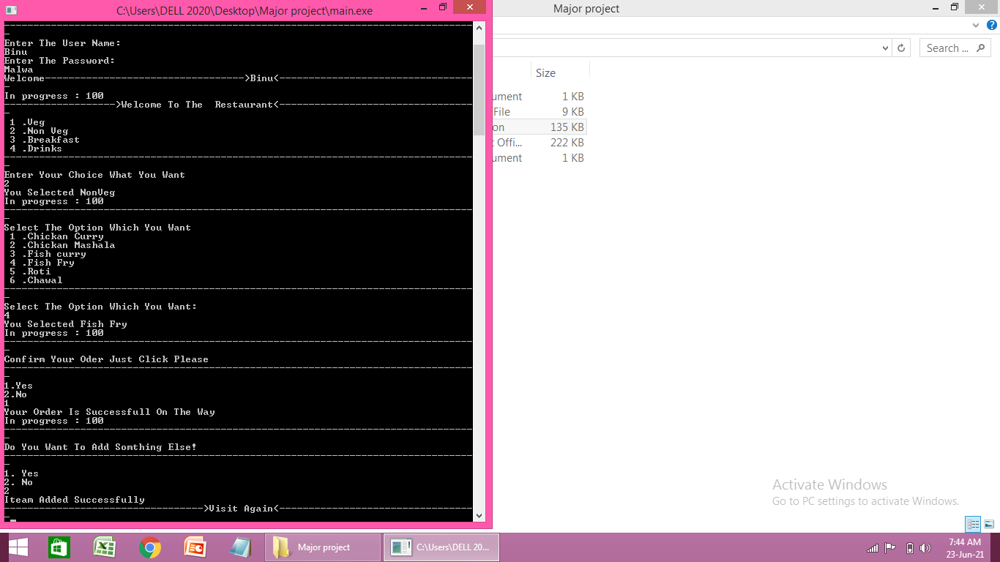 C:\Users\DELL 2020\Desktop\Major project\main.exe
Enter The User Name:
Binu
Enter The Password:
Malwa
Welcome---------------------------------->Binu<---------------------------------
In progress : 100
------------------->Welcome To The  Restaurant<---------------------------------
1 .Veg
2 .Non Veg
3 .Breakfast
4 .Drinks
Enter Your Choice What You Want
2
You Selected NonVeg
In progress : 100
Select The Option Which You Want
1 .Chickan Curry
2 .Chickan Mashala
3 .Fish curry
4 .Fish Fry
5 .Roti
6 .Chawal
Select The Option Which You Want:
4
You Selected Fish Fry
In progress : 100
Confirm Your Oder Just Click Please
1.Yes
2.No
1
Your Order Is Successfull On The Way
In progress : 100
Do You Want To Add Somthing Else!
1. Yes
2. No
2
Iteam Added Successfully
---------------------------------->Visit Again<---------------------------------
Major project
Search ...
Size
ument 1 KB
File 9 KB
on 135 KB
t Offi... 222 KB
ument 1 KB
Activate Windows
Go to PC settings to activate Windows.
Major project
C:\Users\DELL 20...
7:44 AM
23-Jun-21